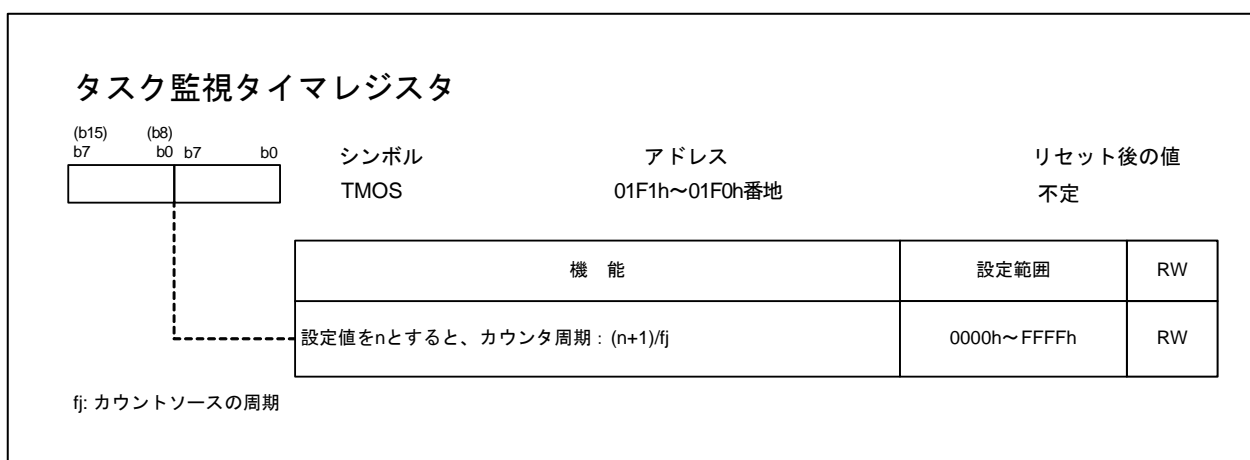 タスク監視タイマレジスタ
(b15) (b8)
b7 b0 b7 b0
シンボル アドレス リセット後の値
TMOS 01F1h～01F0h番地 不定
機 能 設定範囲 RW
設定値をnとすると、カウンタ周期：(n+1)/fj 0000h～FFFFh RW
fj: カウントソースの周期